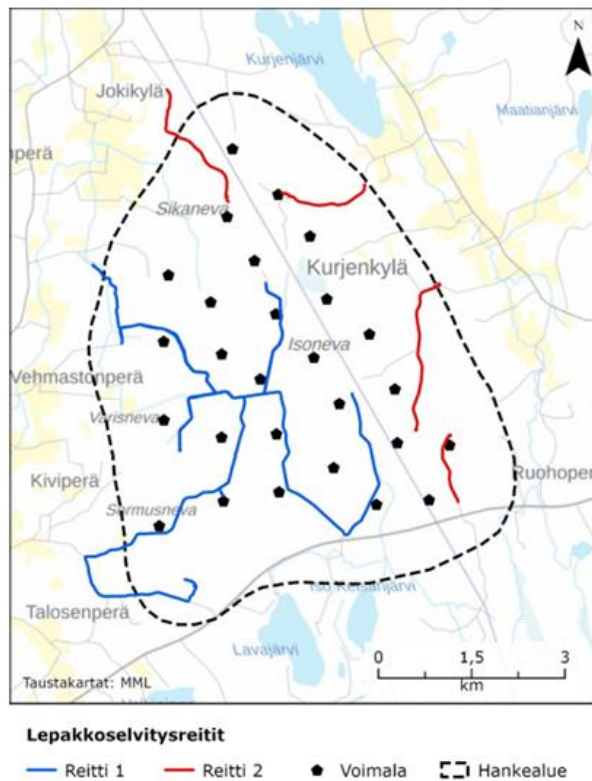 N
Kurjenjärvi
Jokikylä
Maatianjärvi
nperä
Sikaneva
Kurjenkylä
Isoneva
Vehmastonperä
Varisneva
Kiviperä
Ruohoper
Sarmusneva
Iso Keisanjärvi
Talosenperä
Lavajärvi
0 1,5 3
km
Taustakartat: MML
Lepakkoselvitysreitit
Reitti 1 Reitti 2 Voimala Hankealue